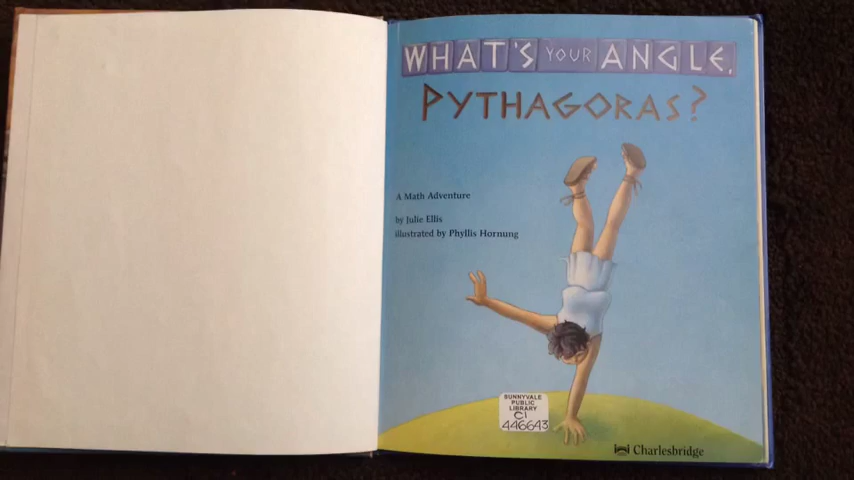 WHAT'S YOUR ANGLE,
PYTHAGORAS?
A Math Adventure
by Julie Ellis
illustrated by Phyllis Hornung
SUNNYVALE
PUBLIC
LIBRARY
C1
446643
Charlesbridge